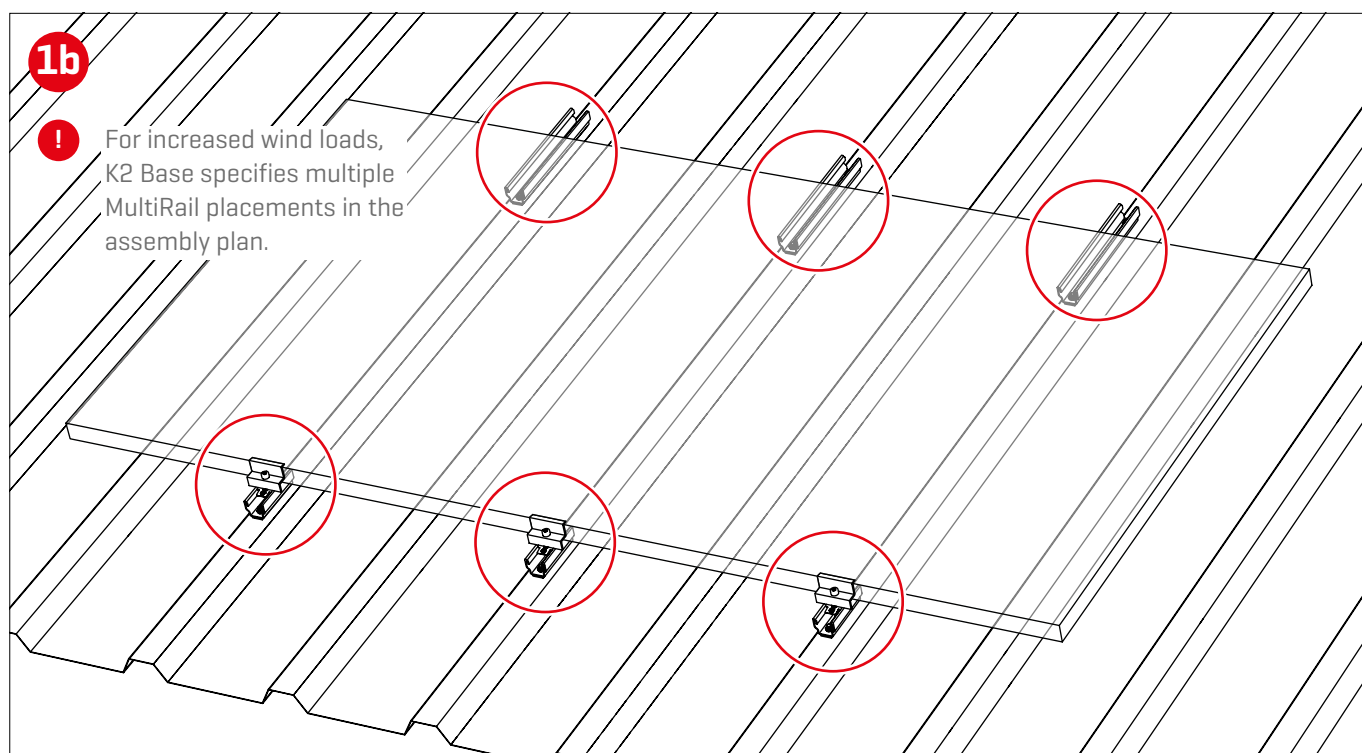 1b
!
For increased wind loads,
K2 Base specifies multiple
MultiRail placements in the
assembly plan.